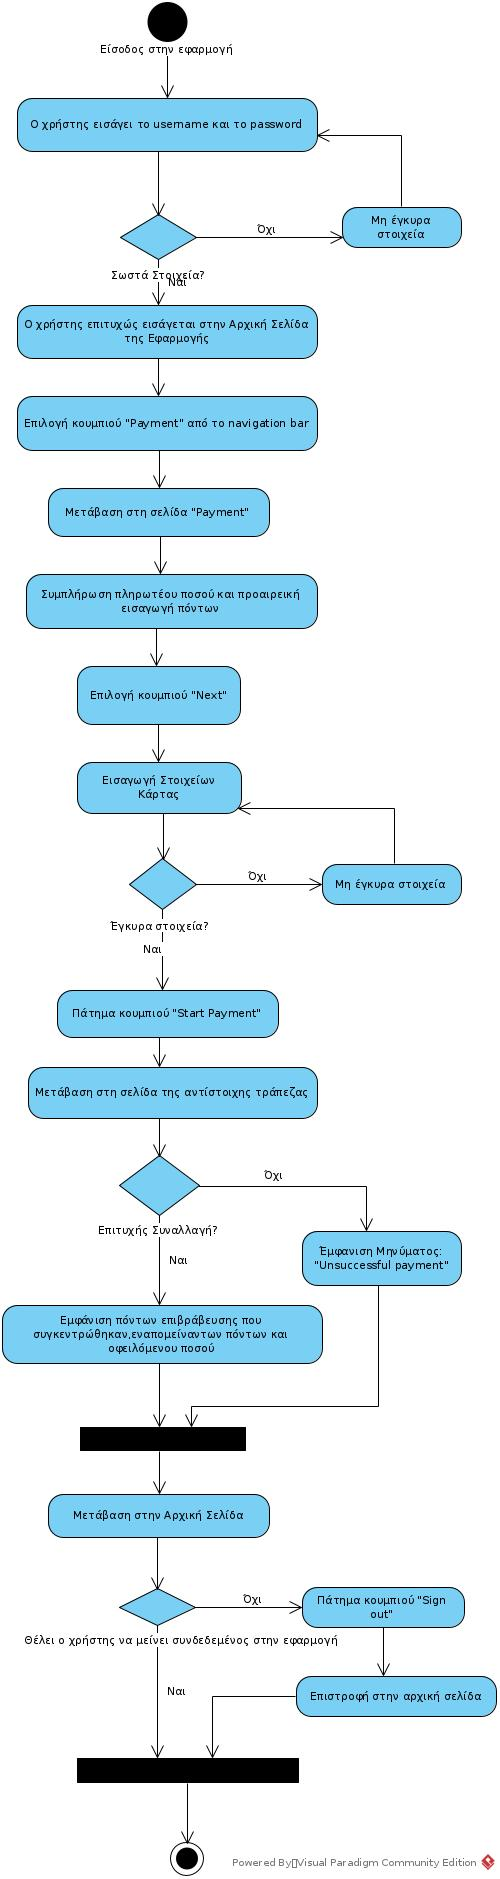 Είσοδος στην εφαρμογή
Ο χρήστης εισάγει το username και το password
Όχι
Μη έγκυρα
στοιχεία
Σωστά Στοιχεία?
Ναι
Ο χρήστης επιτυχώς εισάγεται στην Αρχική Σελίδα
της Εφαρμογής
Επιλογή κουμπιού "Payment" από το navigation bar
Μετάβαση στη σελίδα "Payment"
Συμπλήρωση πληρωτέου ποσού και προαιρεική
εισαγωγή πόντων
Επιλογή κουμπιού "Next"
Εισαγωγή Στοιχείων
Κάρτας
Όχι
Μη έγκυρα στοιχεία
Έγκυρα στοιχεία?
Ναι
Πάτημα κουμπιού "Start Payment"
Μετάβαση στη σελίδα της αντίστοιχης τράπεζας
Όχι
Επιτυχής Συναλλαγή?
Ναι
Έμφανιση Μηνύματος:
"Unsuccessful payment"
Εμφάνιση πόντων επιβράβευσης που
συγκεντρώθηκαν,εναπομείναντων πόντων και
οφειλόμενου ποσού
Μετάβαση στην Αρχική Σελίδα
Όχι
Πάτημα κουμπιού "Sign
out"
Θέλει ο χρήστης να μείνει συνδεδεμένος στην εφαρμογή
Ναι
Επιστροφή στην αρχική σελίδα
Powered By▯Visual Paradigm Community Edition